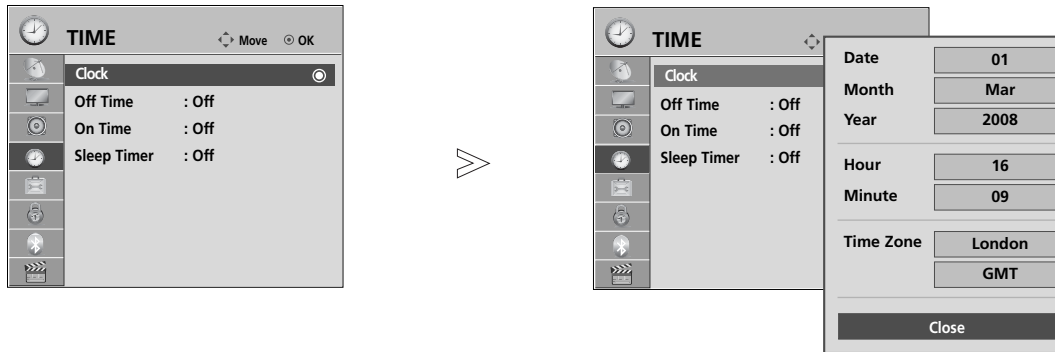 TIME Move OK
Clock
Off Time : Off
On Time : Off
Sleep Timer : Off
TIME
Clock
Off Time : Off
On Time : Off
Sleep Timer : Off
Date 01
Month Mar
Year 2008
Hour 16
Minute 09
Time Zone London
GMT
Close